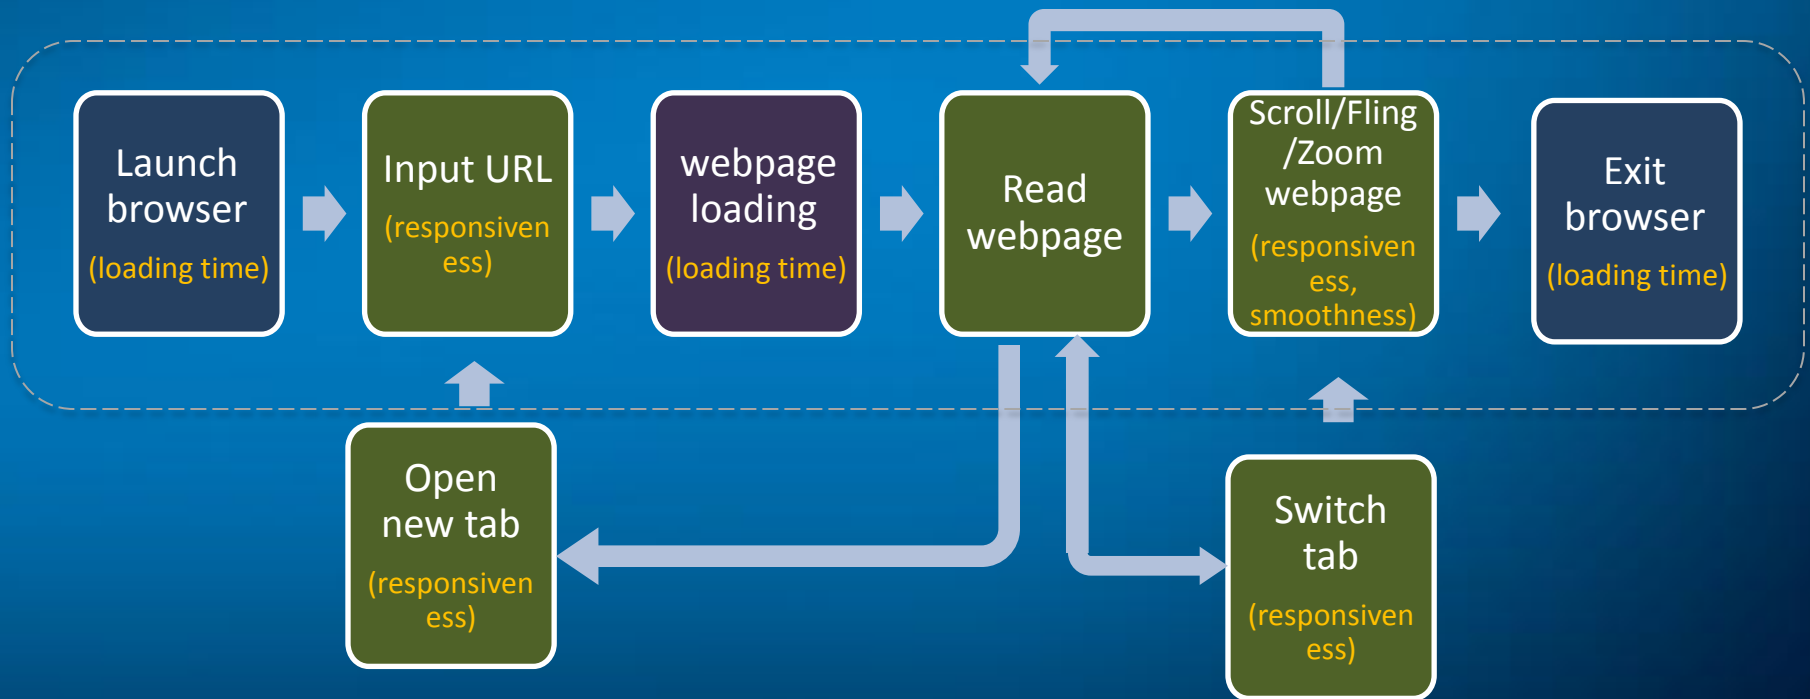 Launch
browser
(loading time)
Input URL
(responsiven
ess)
webpage
loading
(loading time)
Read
webpage
Scroll/Fling
/Zoom
webpage
(responsiven
ess,
smoothness)
Exit
browser
(loading time)
Open
new tab
(responsiven
ess)
Switch
tab
(responsiven
ess)